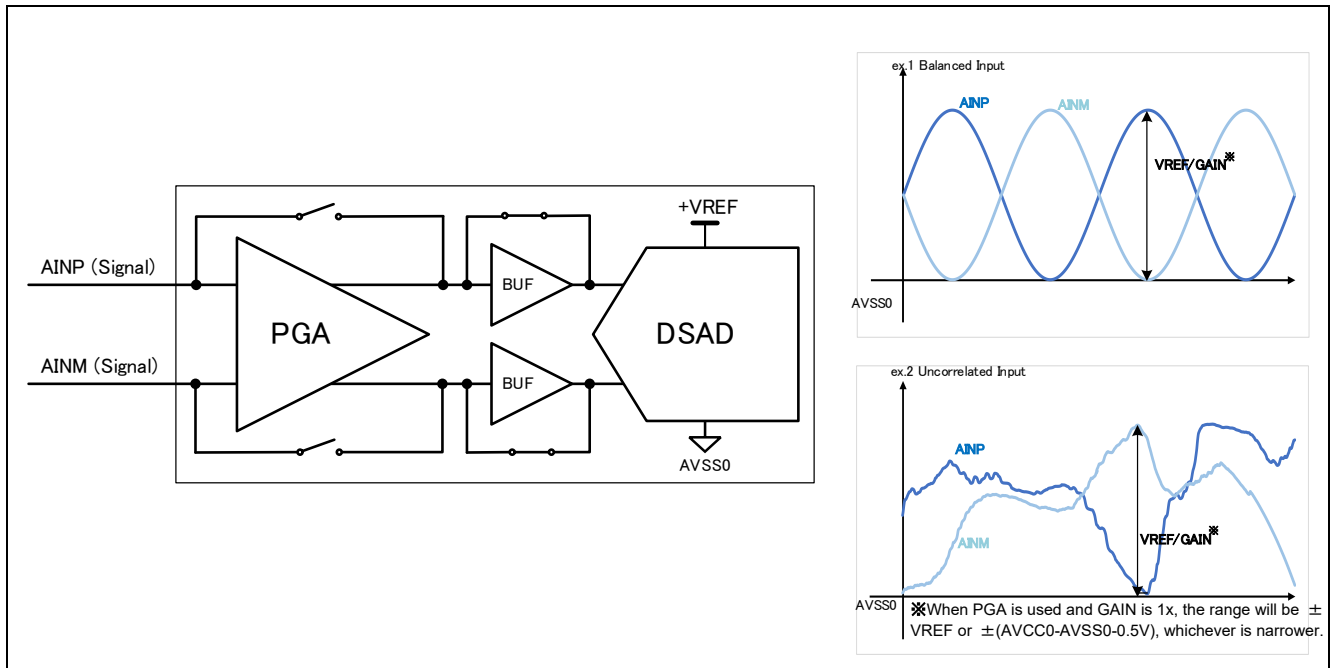 AINP (Signal)
AINM (Signal)
PGA
BUF
BUF
+VREF
DSAD
AVSS0
ex.1 Balanced Input
AINP
AINM
VREF/GAIN※
AVSS0
ex.2 Uncorrelated Input
AINP
AINM
VREF/GAIN※
AVSS0
※When PGA is used and GAIN is 1x, the range will be ±
VREF or ±(AVCC0-AVSS0-0.5V), whichever is narrower.